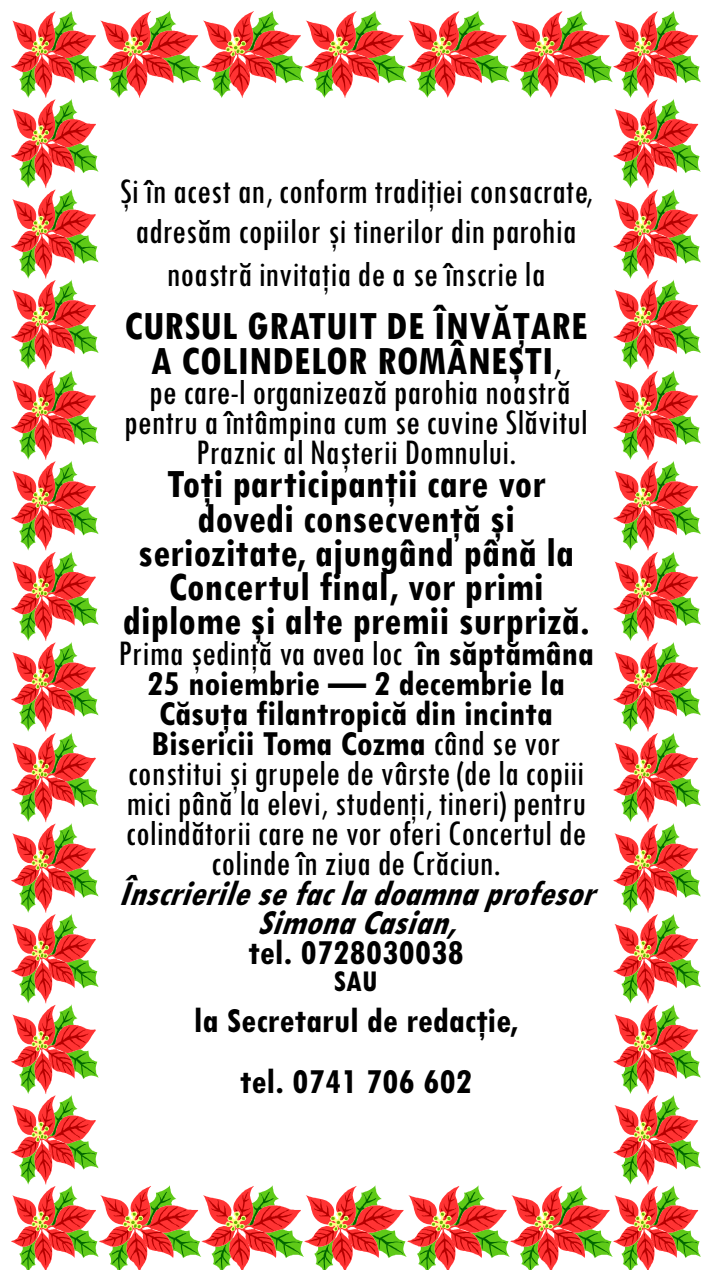 Și în acest an, conform tradiției consacrate,
adresăm copiilor și tinerilor din parohia
noastră invitația de a se înscrie la
CURSUL GRATUIT DE ÎNVĂȚARE
A COLINDELOR ROMÂNEȘTI,
pe care-l organizează parohia noastră
pentru a întâmpina cum se cuvine Slăvitul
Praznic al Nașterii Domnului.
Toți participanții care vor
dovedi consecvență și
seriozitate, ajungând până la
Concertul final, vor primi
diplome și alte premii surpriză.
Prima ședință va avea loc în săptămâna
25 noiembrie — 2 decembrie la
Căsuța filantropică din incinta
Bisericii Toma Cozma când se vor
constitui și grupele de vârste (de la copiii
mici până la elevi, studenți, tineri) pentru
colindătorii care ne vor oferi Concertul de
colinde în ziua de Crăciun.
Înscrierile se fac la doamna profesor
Simona Casian,
tel. 0728030038
SAU
la Secretarul de redacție,
tel. 0741 706 602